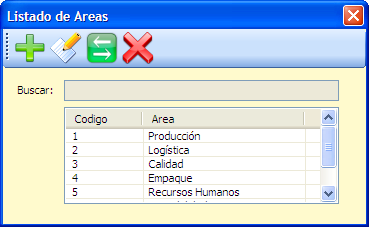 Listado de Areas
Buscar:
Codigo Area
1 Producción
2 Logística
3 Calidad
4 Empaque
5 Recursos Humanos